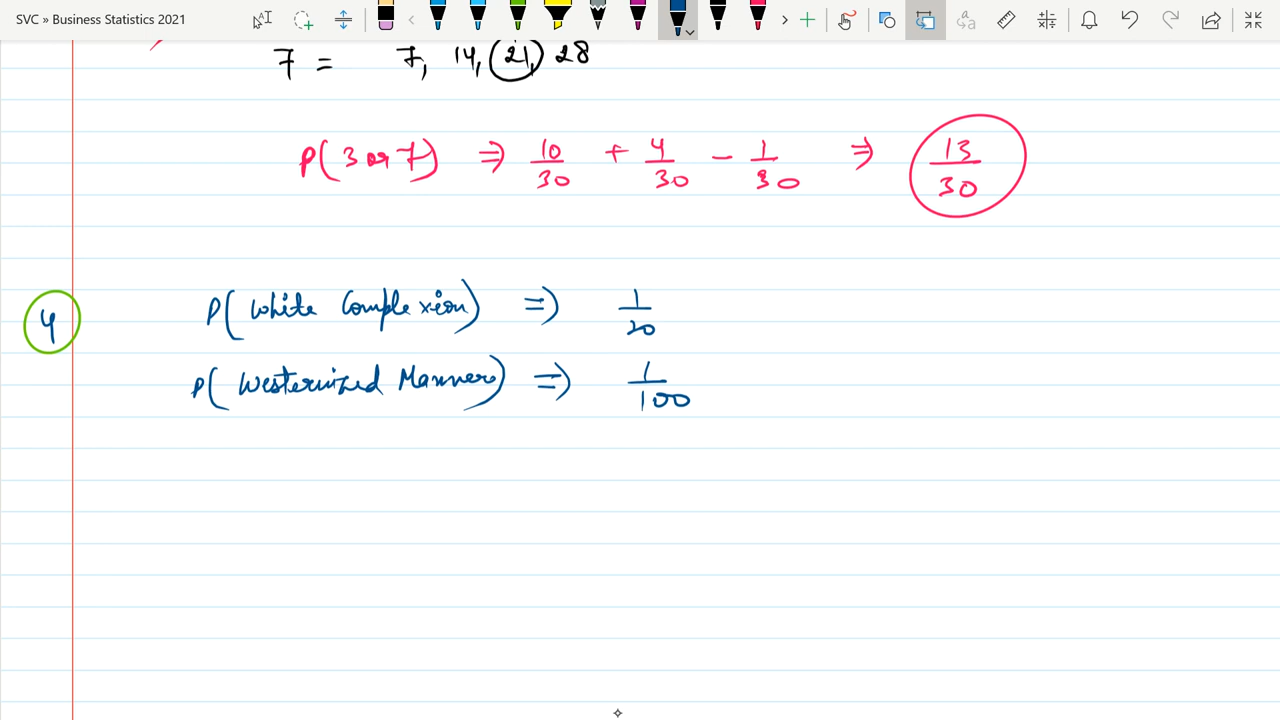 SVC » Business Statistics 2021
7 = 7, 14, 21, 28
P(3 or 7) ⇒ 10/30 + 4/30 - 1/30 ⇒ 13/30
4
P( White Complexion) ⇒ 1/20
P( Westernized Manners) ⇒ 1/100